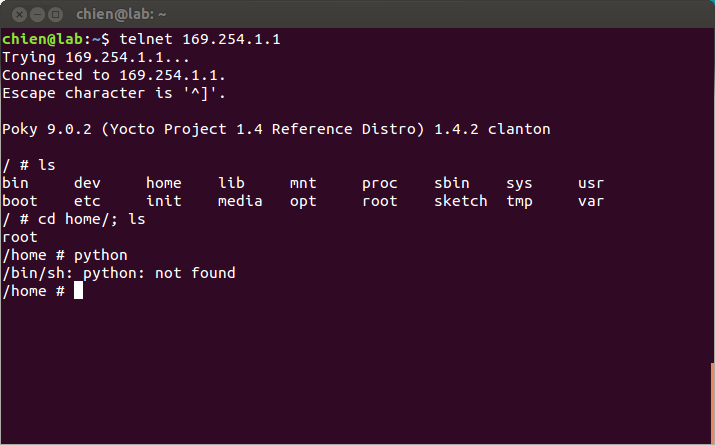 chien@lab: ~
chien@lab:~$ telnet 169.254.1.1
Trying 169.254.1.1...
Connected to 169.254.1.1.
Escape character is '^]'.
Poky 9.0.2 (Yocto Project 1.4 Reference Distro) 1.4.2 clanton
/ # ls
bin     dev     home    lib     mnt     proc    sbin    sys     usr
boot    etc     init    media   opt     root    sketch  tmp     var
/ # cd home/; ls
root
/home # python
/bin/sh: python: not found
/home #